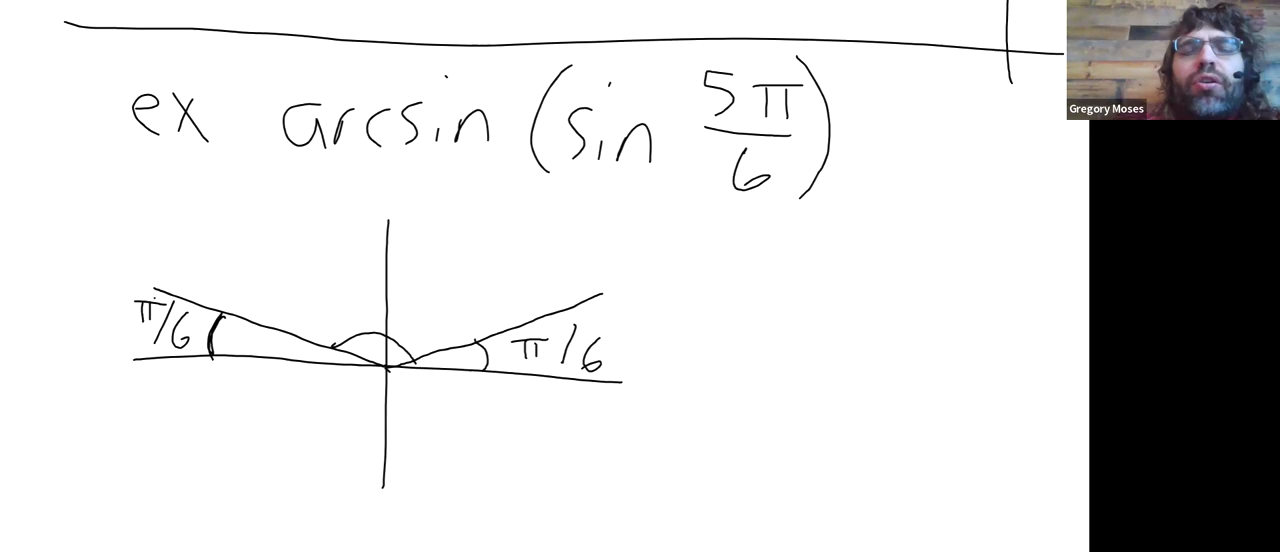 ex arcsin (sin 5π/6)
Gregory Moses
π/6 π/6